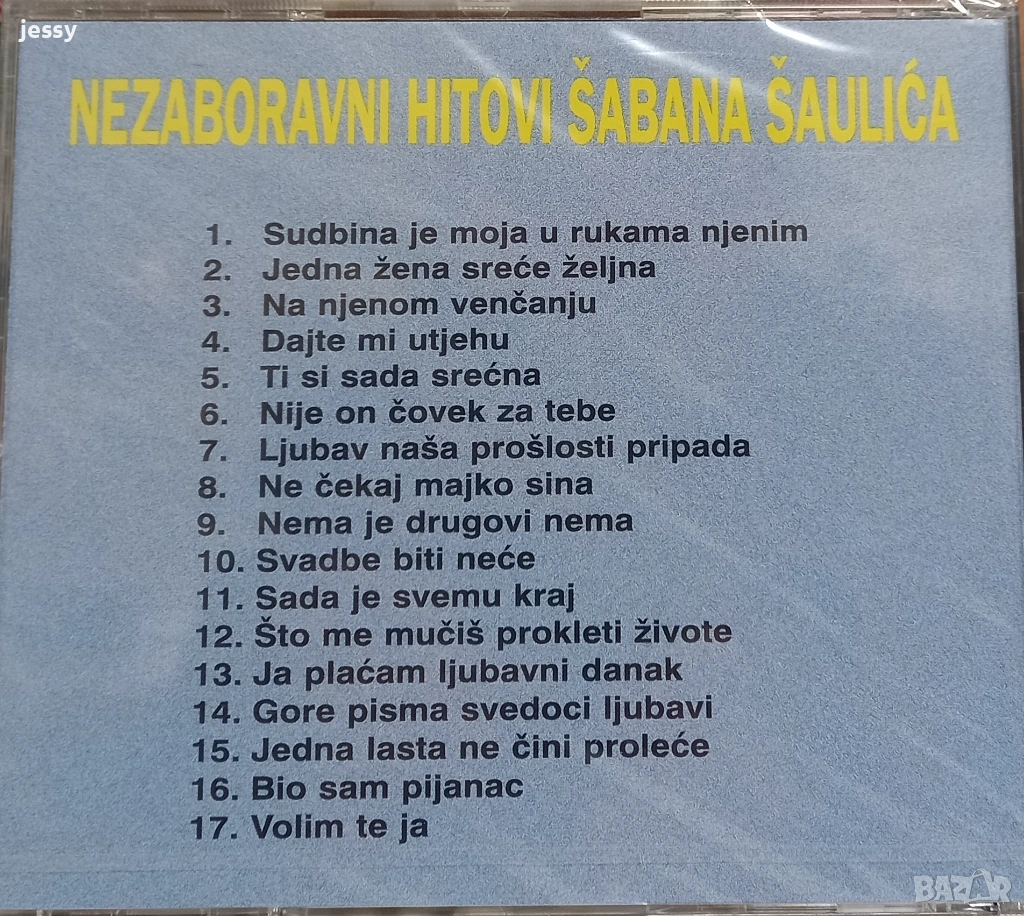 jessy
NEZABORAVNI HITOVI ŠABANA ŠAULIĆA
1. Sudbina je moja u rukama njenim
2. Jedna žena sreće željna
3. Na njenom venčanju
4. Dajte mi utjehu
5. Ti si sada srećna
6. Nije on čovek za tebe
7. Ljubav naša prošlosti pripada
8. Ne čekaj majko sina
9. Nema je drugovi nema
10. Svadbe biti neće
11. Sada je svemu kraj
12. Što me mučiš prokleti živote
13. Ja plaćam ljubavni danak
14. Gore pisma svedoci ljubavi
15. Jedna lasta ne čini proleće
16. Bio sam pijanac
17. Volim te ja
BAZAR